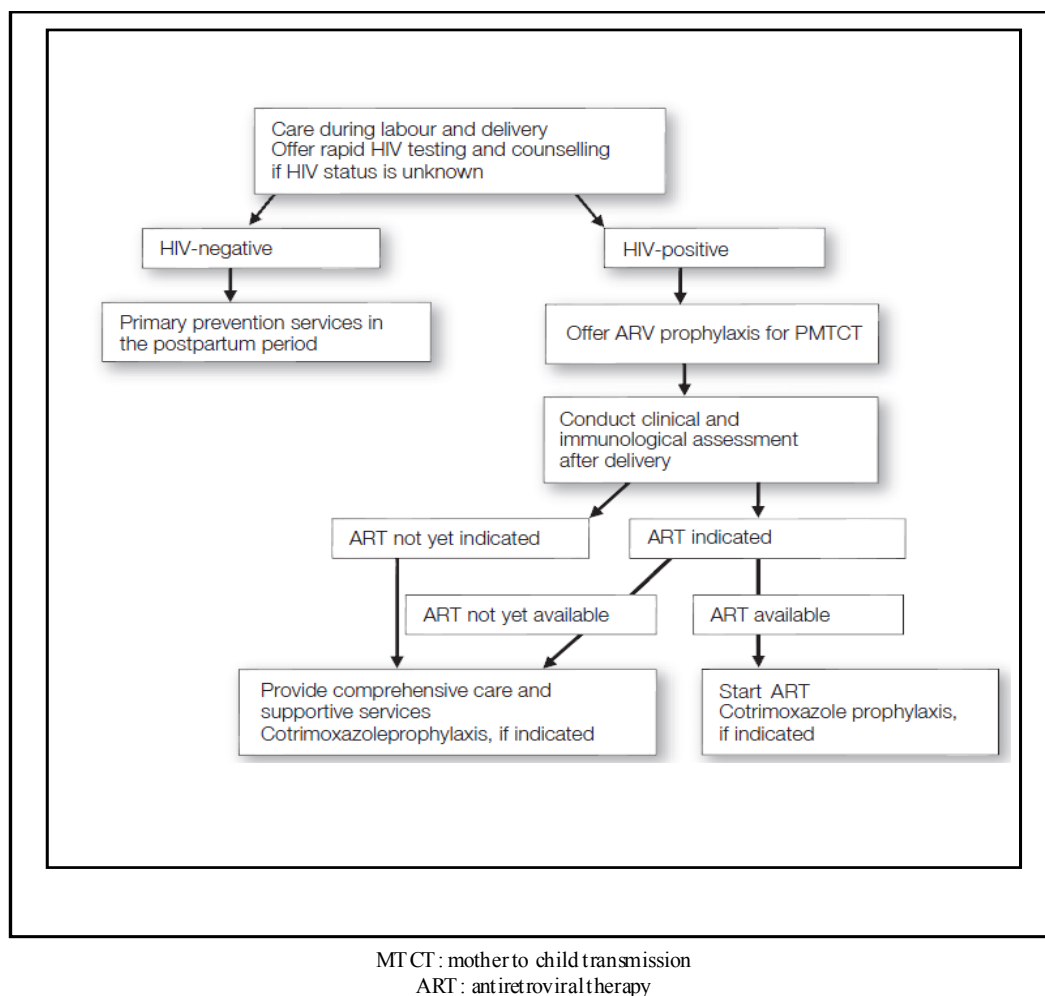 Care during labour and delivery
Offer rapid HIV testing and counselling
if HIV status is unknown
HIV-negative
HIV-positive
Primary prevention services in
the postpartum period
Offer ARV prophylaxis for PMTCT
Conduct clinical and
immunological assessment
after delivery
ART not yet indicated
ART indicated
ART not yet available
ART available
Provide comprehensive care and
supportive services
Cotrimoxazoleprophylaxis, if indicated
Start ART
Cotrimoxazole prophylaxis,
if indicated
MTCT: mother to child transmission
ART: antiretroviral therapy